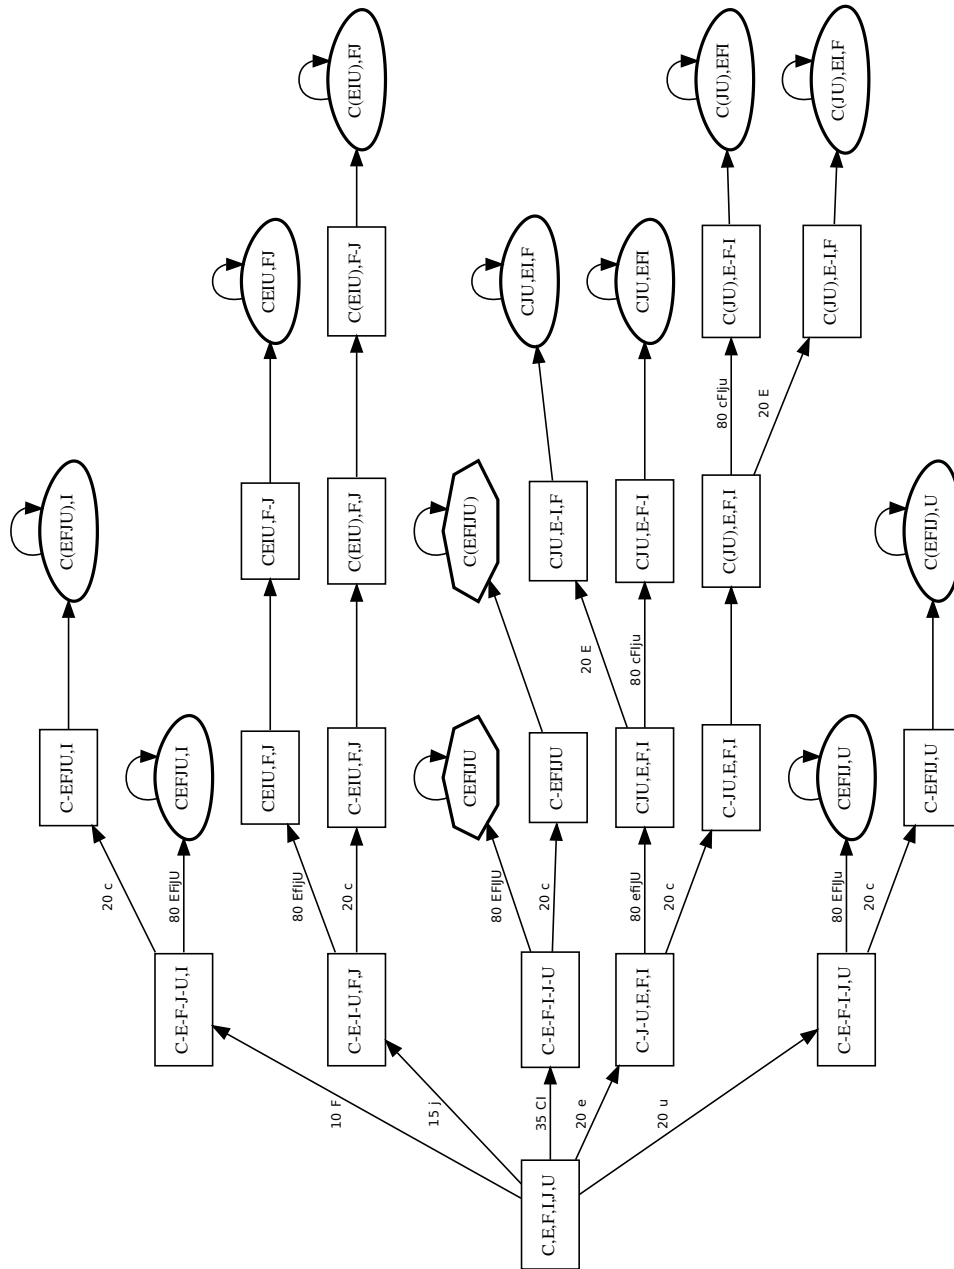 C(EFJU),I
C-EFJU,I
CEFJU,I
20 c
80 EFijU
C-E-F-J-U,I
10 F
CEIU,FJ
C(EIU),FJ
CEIU,F-J
C(EIU),F-J
CEIU,F,J
C(EIU),F,J
C-EIU,F,J
80 EfIjU
20 c
C-E-I-U,F,J
15 j
CEFIJU
C(EFIJU)
C-EFIJU
80 EFIJU
20 c
C-E-F-I-J-U
35 CI
C,E,F,I,J,U
CJU,EI,F
CJU,EFI
CJU,E-I,F
CJU,E-F-I
20 E
80 cFIju
CJU,E,F,I
80 efiJU
20 c
C-J-U,E,F,I
20 e
C(JU),EFI
C(JU),EI,F
C(JU),E-F-I
C(JU),E-I,F
80 cFIju
20 E
C(JU),E,F,I
C-JU,E,F,I
CEFIJ,U
C(EFIJ),U
C-EFIJ,U
80 EFIJu
20 c
C-E-F-I-J,U
20 u